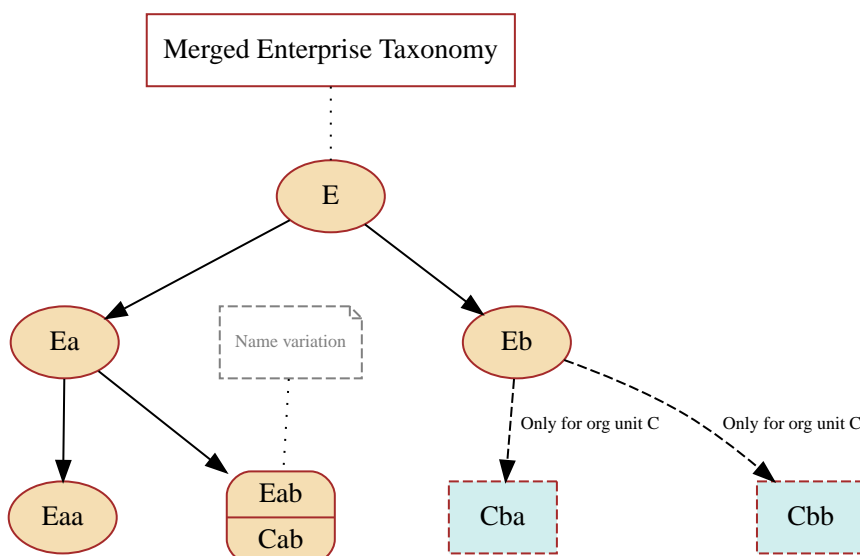 Merged Enterprise Taxonomy
E
Ea
Name variation
Eb
Only for org unit C
Only for org unit C
Eaa
Eab
Cab
Cba
Cbb